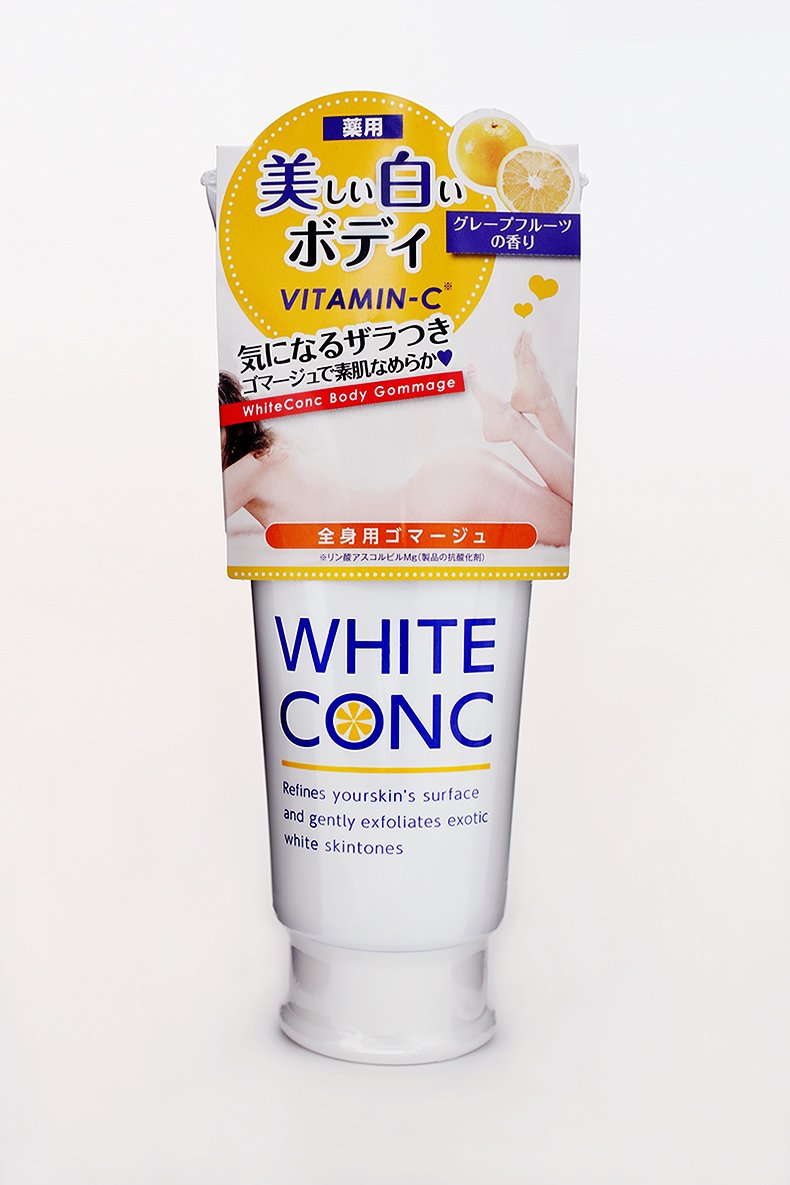 薬用
美しい白い
ボディ
グレープフルーツ
の香り
VITAMIN-C※
気になるザラつき
ゴマージュで素肌なめらか♥
WhiteConc Body Gommage
全身用ゴマージュ
※リン酸アスコルビルMg(製品の抗酸化剤)
WHITE
CONC
Refines yourskin's surface
and gently exfoliates exotic
white skintones